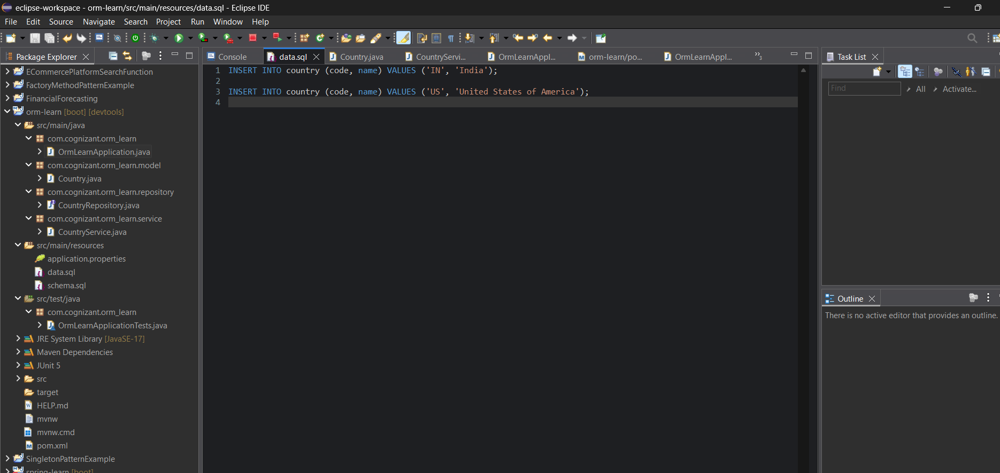 eclipse-workspace - orm-learn/src/main/resources/data.sql - Eclipse IDE
File Edit Source Navigate Search Project Run Window Help
Package Explorer
ECommercePlatformSearchFunction
FactoryMethodPatternExample
FinancialForecasting
orm-learn [boot] [devtools]
src/main/java
com.cognizant.orm_learn
OrmLearnApplication.java
com.cognizant.orm_learn.model
Country.java
com.cognizant.orm_learn.repository
CountryRepository.java
com.cognizant.orm_learn.service
CountryService.java
src/main/resources
application.properties
data.sql
schema.sql
src/test/java
com.cognizant.orm_learn
OrmLearnApplicationTests.java
JRE System Library [JavaSE-17]
Maven Dependencies
JUnit 5
src
target
HELP.md
mvnw
mvnw.cmd
pom.xml
SingletonPatternExample
spring-learn [boot]
Console data.sql Country.java CountryServi... OrmLearnAppl... orm-learn/po... OrmLearnAppl... »3
1 INSERT INTO country (code, name) VALUES ('IN', 'India');
2
3 INSERT INTO country (code, name) VALUES ('US', 'United States of America');
4
Task List
Find All Activate...
Outline
There is no active editor that provides an outline.